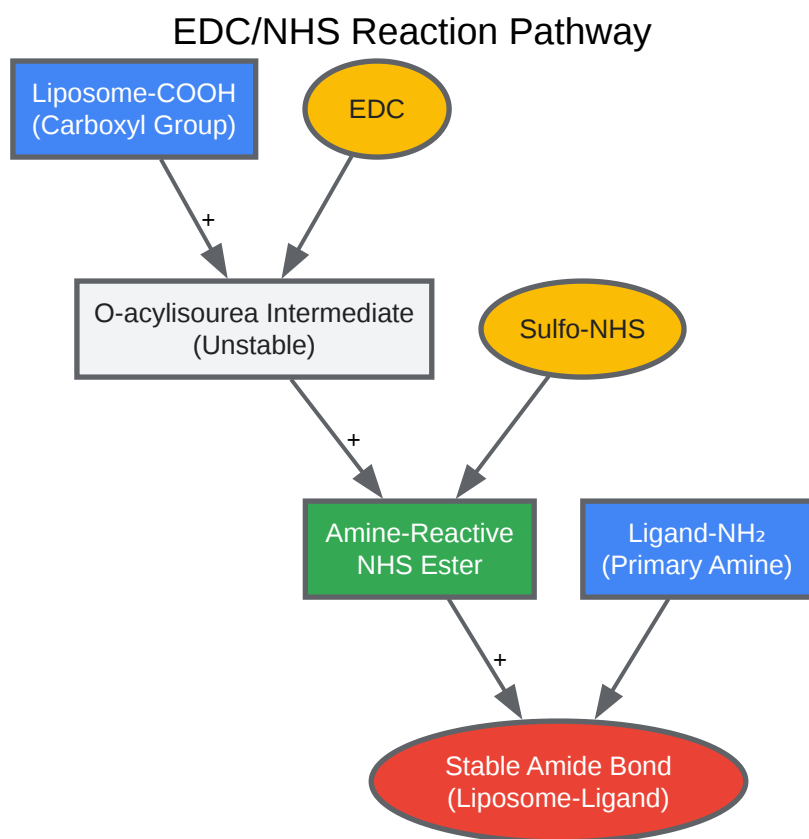 EDC/NHS Reaction Pathway
Liposome-COOH
(Carboxyl Group)
EDC
+
O-acylisourea Intermediate
(Unstable)
Sulfo-NHS
+
Amine-Reactive
NHS Ester
Ligand-NH₂
(Primary Amine)
+
Stable Amide Bond
(Liposome-Ligand)